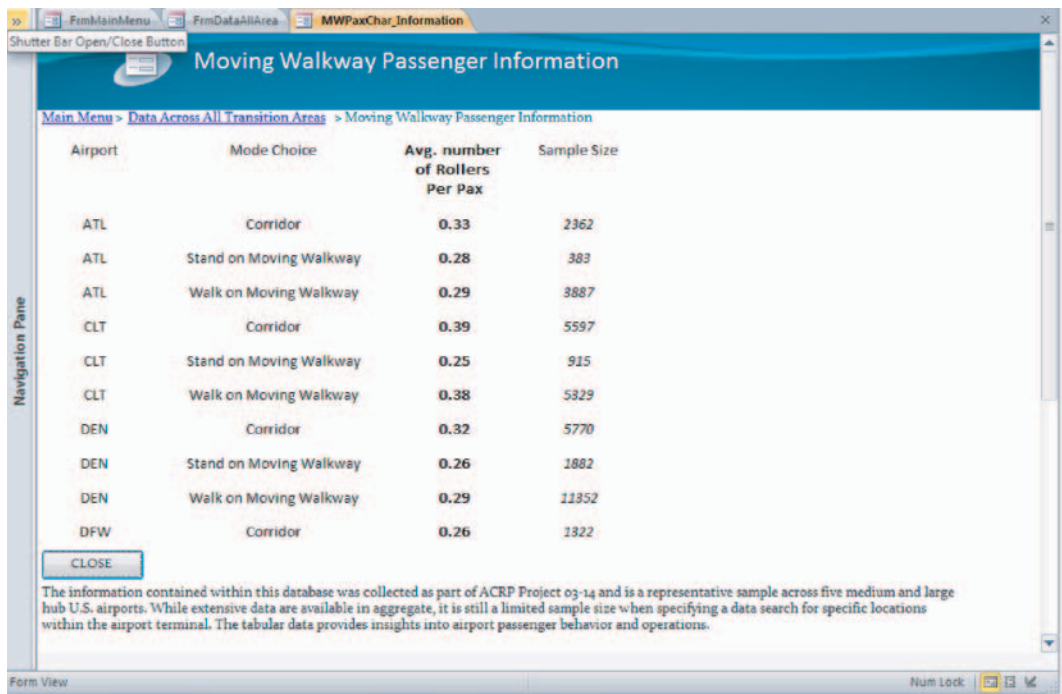 » FrmMainMenu FrmDataAllArea MWPaxChar_Information ×
Shutter Bar Open/Close Button
Moving Walkway Passenger Information
Main Menu > Data Across All Transition Areas > Moving Walkway Passenger Information
Airport Mode Choice Avg. number Sample Size
of Rollers
Per Pax
ATL Corridor 0.33 2362
ATL Stand on Moving Walkway 0.28 383
ATL Walk on Moving Walkway 0.29 3887
CLT Corridor 0.39 5597
CLT Stand on Moving Walkway 0.25 915
CLT Walk on Moving Walkway 0.38 5329
DEN Corridor 0.32 5770
DEN Stand on Moving Walkway 0.26 1882
DEN Walk on Moving Walkway 0.29 11352
DFW Corridor 0.26 1322
Navigation Pane
CLOSE
The information contained within this database was collected as part of ACRP Project 03-14 and is a representative sample across five medium and large
hub U.S. airports. While extensive data are available in aggregate, it is still a limited sample size when specifying a data search for specific locations
within the airport terminal. The tabular data provides insights into airport passenger behavior and operations.
Form View Num Lock